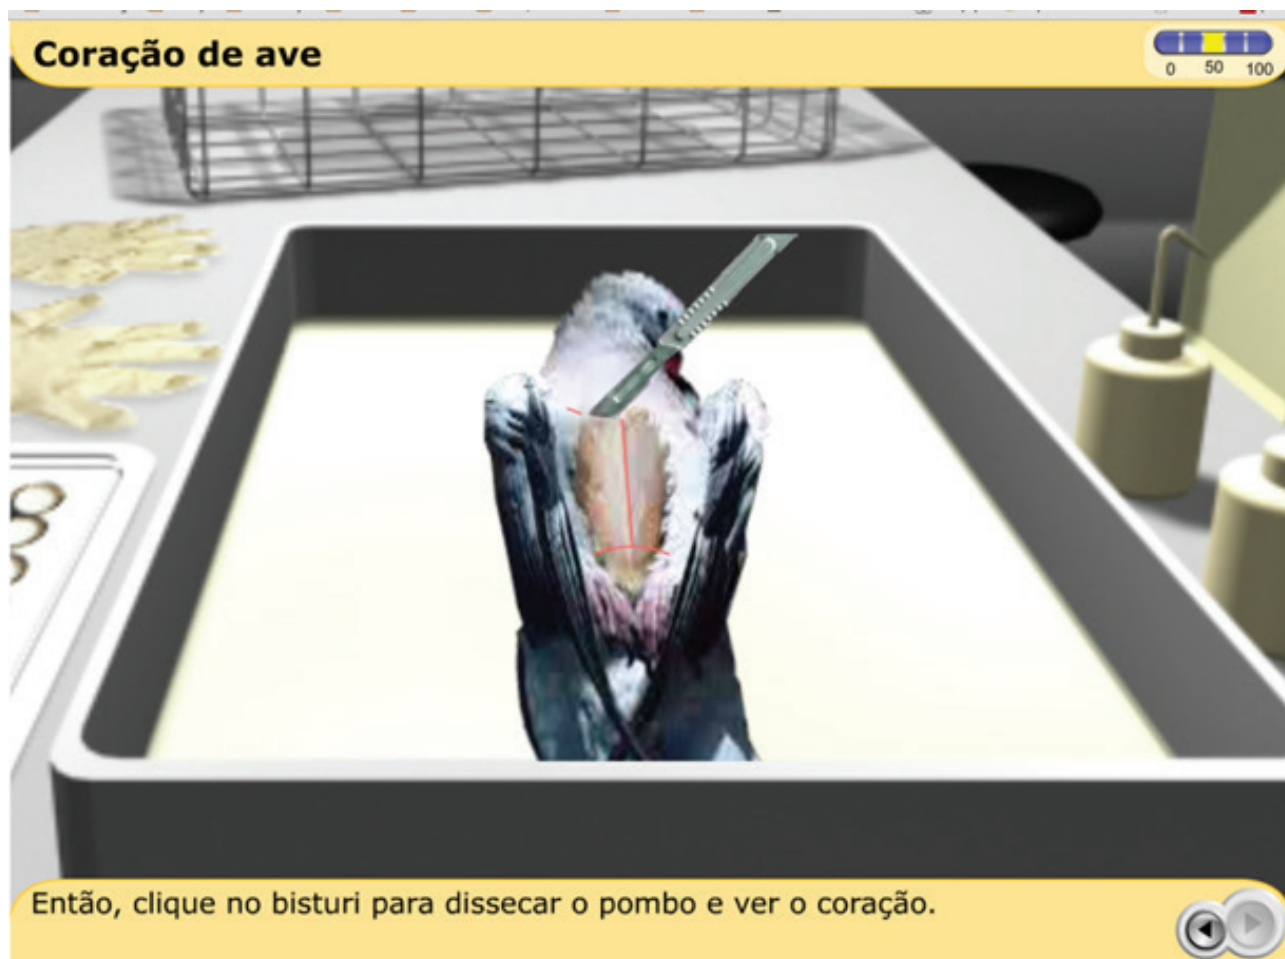 Coração de ave
0 50 100
Então, clique no bisturi para dissecar o pombo e ver o coração.